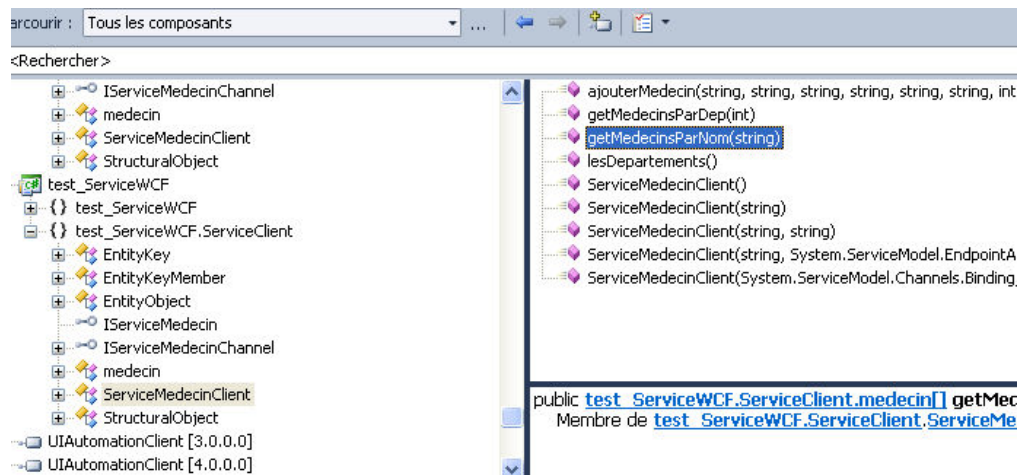 arcourir : Tous les composants ...
<Rechercher>
IServiceMedecinChannel
medecin
ServiceMedecinClient
StructuralObject
test_ServiceWCF
{} test_ServiceWCF
{} test_ServiceWCF.ServiceClient
EntityKey
EntityKeyMember
EntityObject
IServiceMedecin
IServiceMedecinChannel
medecin
ServiceMedecinClient
StructuralObject
UIAutomationClient [3.0.0.0]
UIAutomationClient [4.0.0.0]
ajouterMedecin(string, string, string, string, string, string, int
getMedecinsParDep(int)
getMedecinsParNom(string)
lesDepartements()
ServiceMedecinClient()
ServiceMedecinClient(string)
ServiceMedecinClient(string, string)
ServiceMedecinClient(string, System.ServiceModel.EndpointA
ServiceMedecinClient(System.ServiceModel.Channels.Binding,
public test_ServiceWCF.ServiceClient.medecin[] getMed
Membre de test_ServiceWCF.ServiceClient.ServiceMe